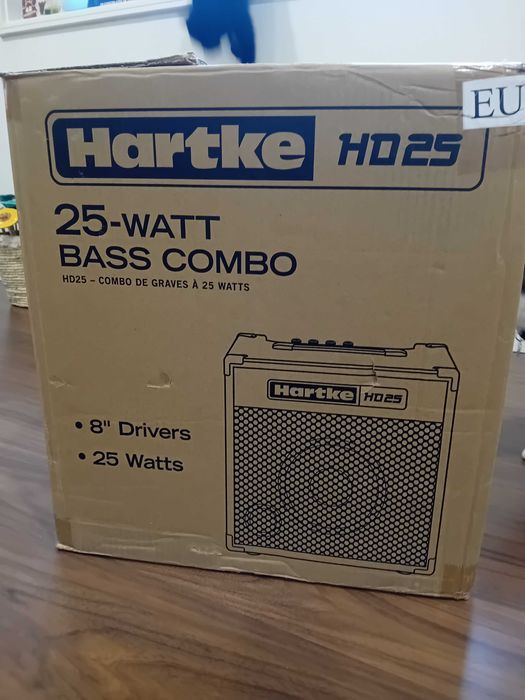 EU
Hartke HD25
25-WATT
BASS COMBO
HD25 – COMBO DE GRAVES À 25 WATTS
Hartke HD25
• 8" Drivers
• 25 Watts